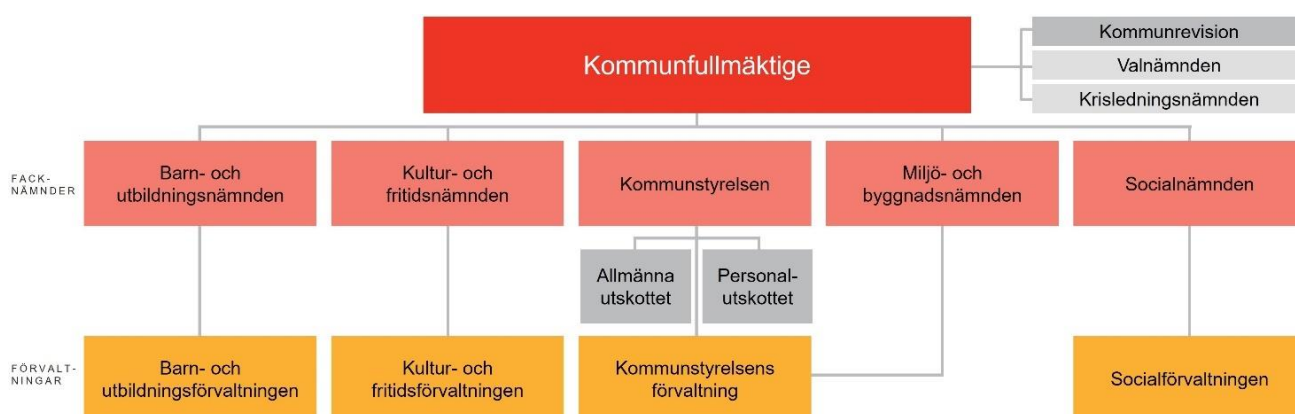 Kommunfullmäktige
Kommunrevision
Valnämnden
Krisledningsnämnden
FACK-
NÄMNDER
Barn- och
utbildningsnämnden
Kultur- och
fritidsnämnden
Kommunstyrelsen
Miljö- och
byggnadsnämnden
Socialnämnden
Allmänna
utskottet
Personal-
utskottet
FÖRVALT-
NINGAR
Barn- och
utbildningsförvaltningen
Kultur- och
fritidsförvaltningen
Kommunstyrelsens
förvaltning
Socialförvaltningen